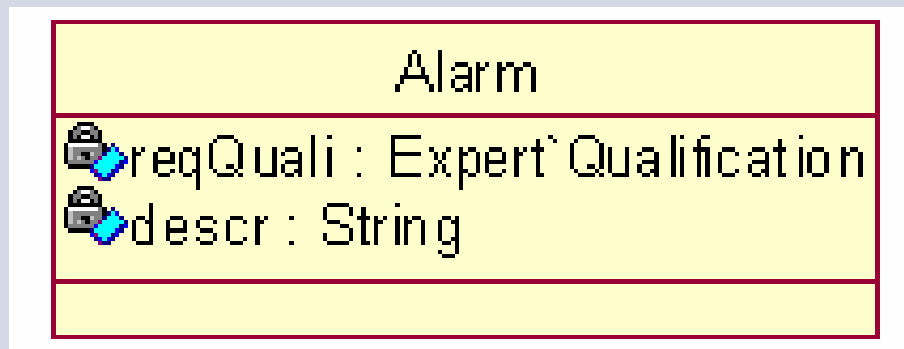 Alarm
reqQuali : Expert`Qualification
descr : String